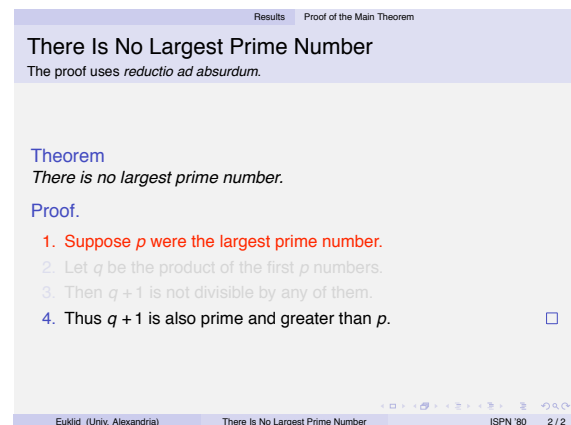 Results Proof of the Main Theorem
There Is No Largest Prime Number
The proof uses reductio ad absurdum.
Theorem
There is no largest prime number.
Proof.
1. Suppose p were the largest prime number.
2. Let q be the product of the first p numbers.
3. Then q + 1 is not divisible by any of them.
4. Thus q + 1 is also prime and greater than p.
Euklid (Univ. Alexandria) There Is No Largest Prime Number ISPN '80 2 / 2